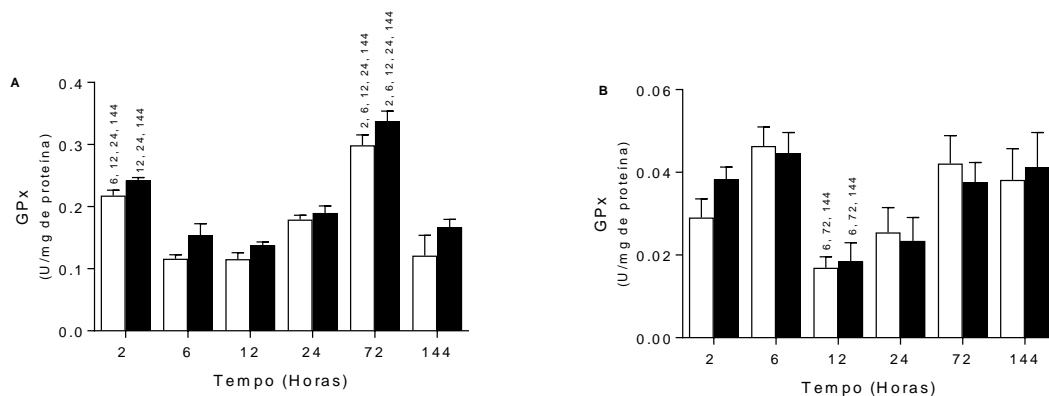 A
GPx
(U/mg de proteína)
0.4
0.3
0.2
0.1
0.0
6, 12, 24, 144
12, 24, 144
2, 6, 12, 24, 144
2, 6, 12, 24, 144
2 6 12 24 72 144
Tempo (Horas)
B
GPx
(U/mg de proteína)
0.06
0.04
0.02
0.00
6, 72, 144
6, 72, 144
2 6 12 24 72 144
Tempo (Horas)